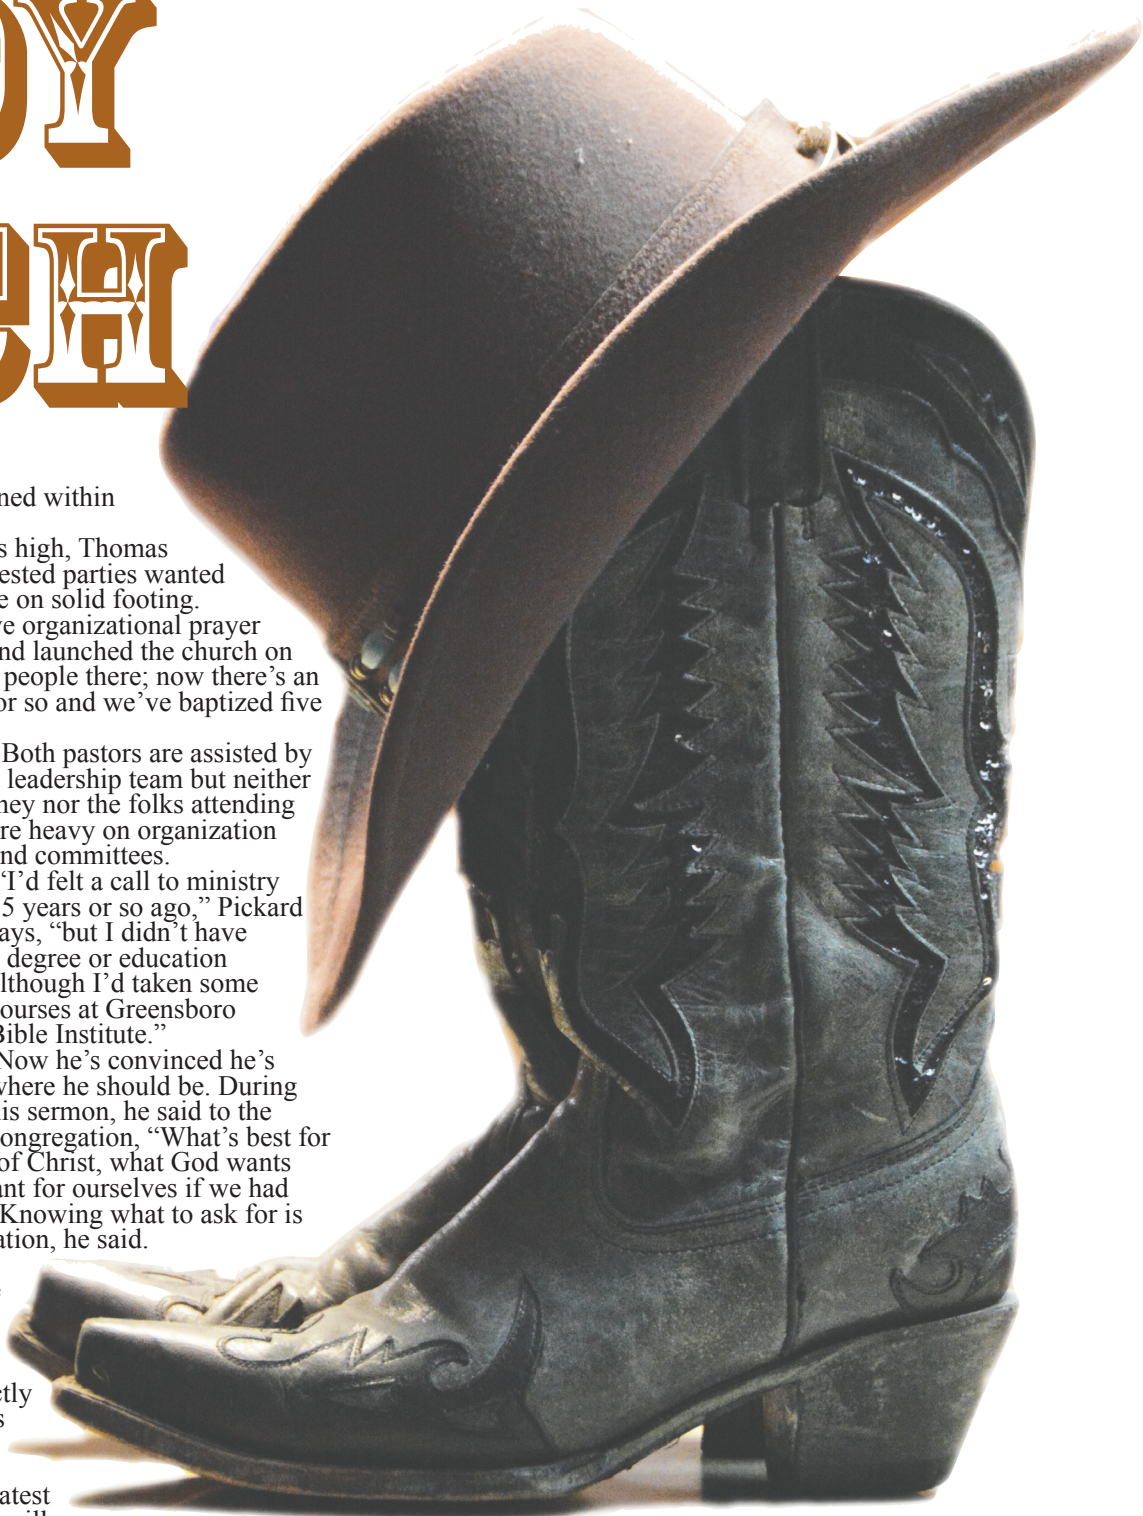 Y
CH
ned within
s high, Thomas
ested parties wanted
e on solid footing.
ve organizational prayer
nd launched the church on
people there; now there’s an
or so and we’ve baptized five
Both pastors are assisted by
leadership team but neither
hey nor the folks attending
re heavy on organization
nd committees.
“I’d felt a call to ministry
5 years or so ago,” Pickard
ays, “but I didn’t have
degree or education
lthough I’d taken some
ourses at Greensboro
Bible Institute.”
Now he’s convinced he’s
where he should be. During
is sermon, he said to the
ongregation, “What’s best for
of Christ, what God wants
ant for ourselves if we had
Knowing what to ask for is
ation, he said.
ctly
s
atest